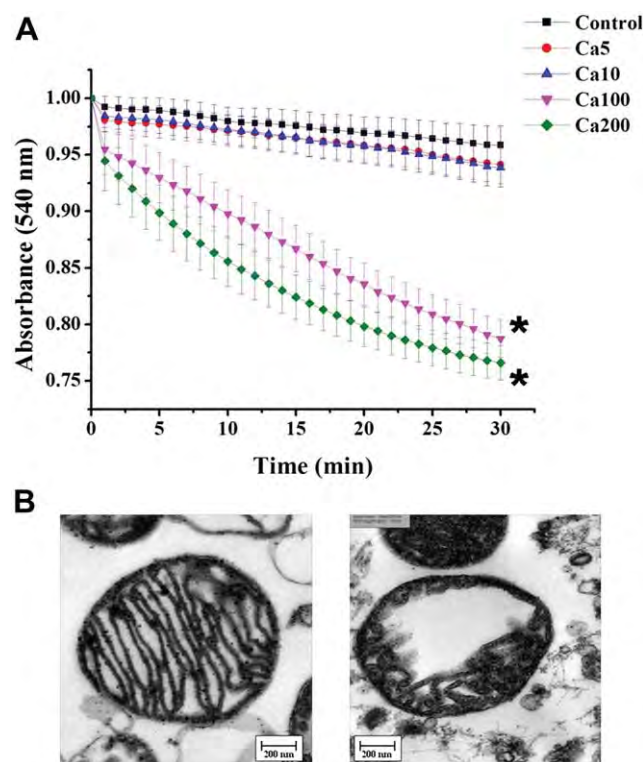 A
Control
Ca5
Ca10
Ca100
Ca200
Absorbance (540 nm)
1.00
0.95
0.90
0.85
0.80
0.75
*
*
0 5 10 15 20 25 30
Time (min)
B
200 nm
200 nm